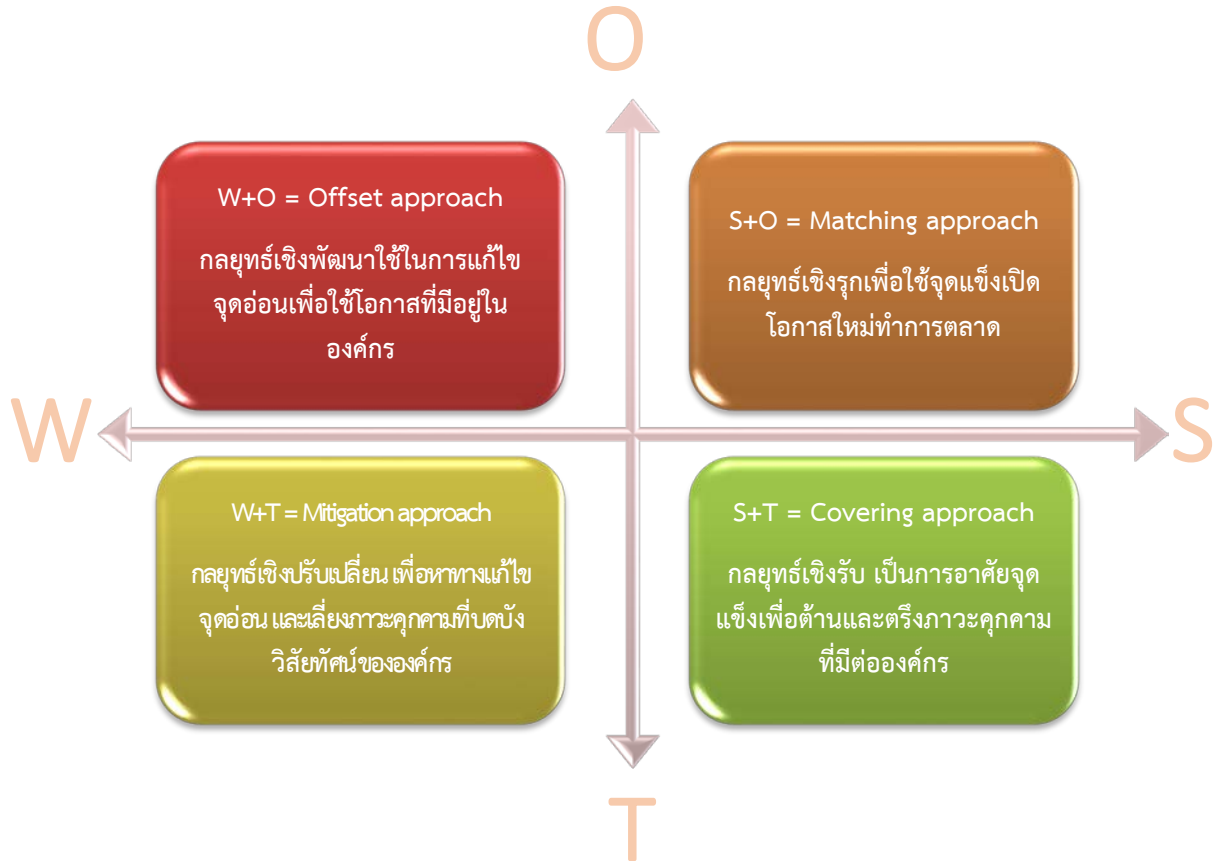 O
W+O = Offset approach
กลยุทธ์เชิงพัฒนาใช้ในการแก้ไข
จุดอ่อนเพื่อใช้โอกาสที่มีอยู่ใน
องค์กร
S+O = Matching approach
กลยุทธ์เชิงรุกเพื่อใช้จุดแข็งเปิด
โอกาสใหม่ทำการตลาด
W
S
W+T = Mitigation approach
กลยุทธ์เชิงปรับเปลี่ยน เพื่อหาทางแก้ไข
จุดอ่อน และเลี่ยงภาวะคุกคามที่บดบัง
วิสัยทัศน์ขององค์กร
S+T = Covering approach
กลยุทธ์เชิงรับ เป็นการอาศัยจุด
แข็งเพื่อต้านและตรึงภาวะคุกคาม
ที่มีต่อองค์กร
T